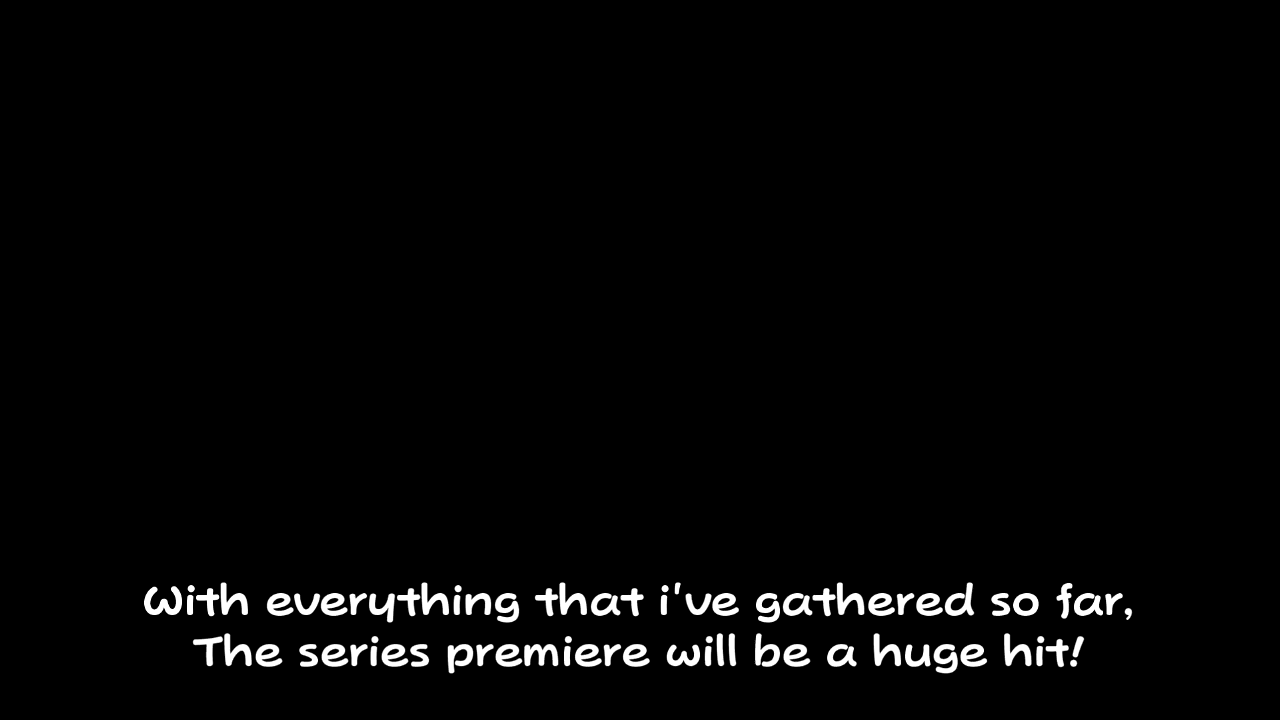 With everything that i've gathered so far,
The series premiere will be a huge hit!